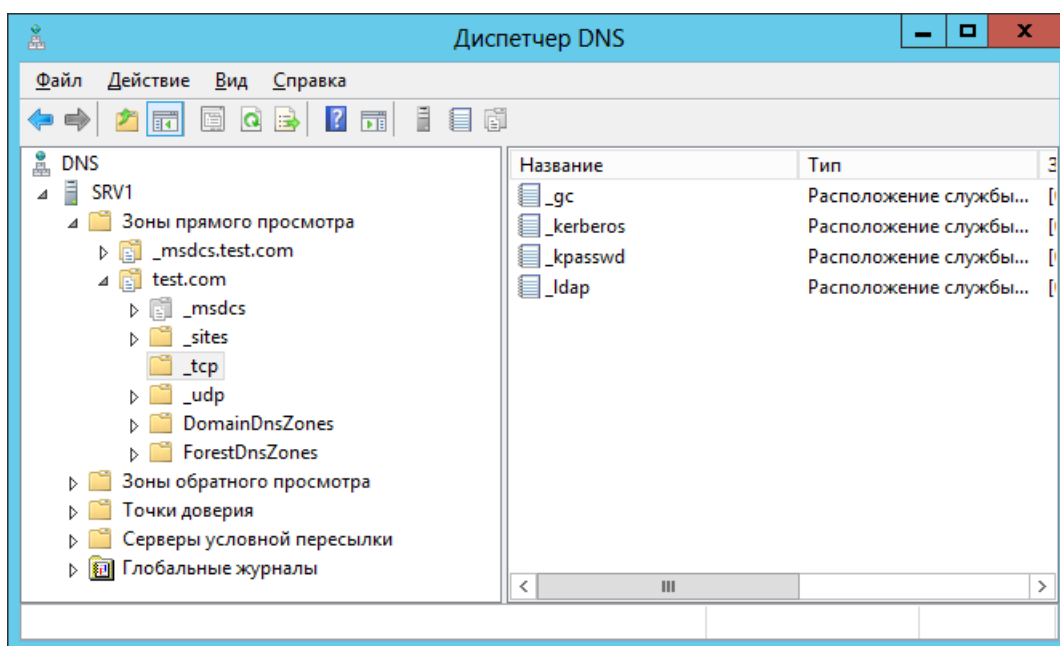 Диспетчер DNS
Файл Действие Вид Справка
DNS
SRV1
Зоны прямого просмотра
_msdcs.test.com
test.com
_msdcs
_sites
_tcp
_udp
DomainDnsZones
ForestDnsZones
Зоны обратного просмотра
Точки доверия
Серверы условной пересылки
Глобальные журналы
Название Тип
_gc Расположение службы...
_kerberos Расположение службы...
_kpasswd Расположение службы...
_ldap Расположение службы...